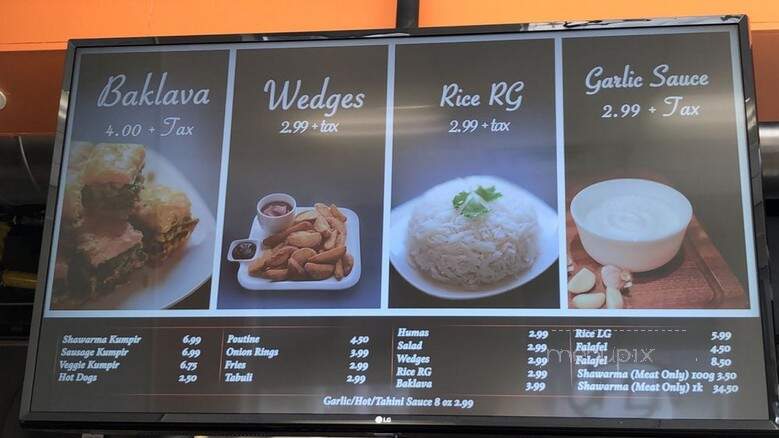 Baklava
4.00 + Tax
Wedges
2.99 + tax
Rice RG
2.99 + tax
Garlic Sauce
2.99 + Tax
Shawarma Kumpir 6.99
Sausage Kumpir 6.99
Veggie Kumpir 6.75
Hot Dogs 2.50
Poutine 4.50
Onion Rings 3.99
Fries 2.99
Tabuli 2.99
Humas 2.99
Salad 2.99
Wedges 2.99
Rice RG 2.99
Baklava 3.99
Rice LG 5.99
Falafel 4.50
Falafel 8.50
Shawarma (Meat Only) 100g 3.50
Shawarma (Meat Only) 1k 34.50
Garlic/Hot/Tahini Sauce 8 oz 2.99
menupix
LG